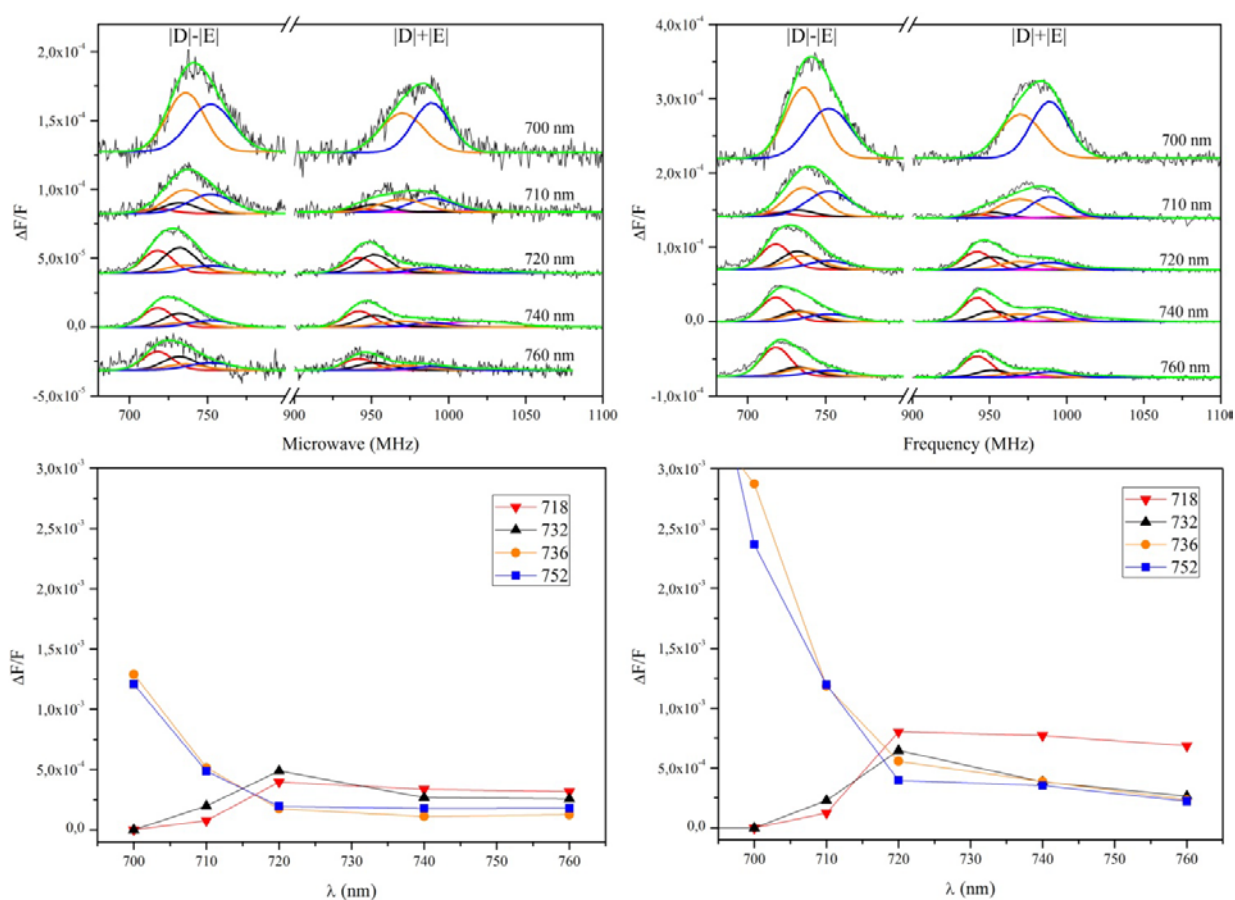 |D|-|E| |D|+|E|
2,0x10⁻⁴
1,5x10⁻⁴
1,0x10⁻⁴
5,0x10⁻⁵
0,0
-5,0x10⁻⁵
ΔF/F
700 nm
710 nm
720 nm
740 nm
760 nm
700 750 900 950 1000 1050 1100
Microwave (MHz)
|D|-|E| |D|+|E|
4,0x10⁻⁴
3,0x10⁻⁴
2,0x10⁻⁴
1,0x10⁻⁴
0,0
-1,0x10⁻⁴
ΔF/F
700 nm
710 nm
720 nm
740 nm
760 nm
700 750 900 950 1000 1050 1100
Frequency (MHz)
3,0x10⁻³
2,5x10⁻³
2,0x10⁻³
1,5x10⁻³
1,0x10⁻³
5,0x10⁻⁴
0,0
ΔF/F
718
732
736
752
700 710 720 730 740 750 760
λ (nm)
3,0x10⁻³
2,5x10⁻³
2,0x10⁻³
1,5x10⁻³
1,0x10⁻³
5,0x10⁻⁴
0,0
ΔF/F
718
732
736
752
700 710 720 730 740 750 760
λ (nm)